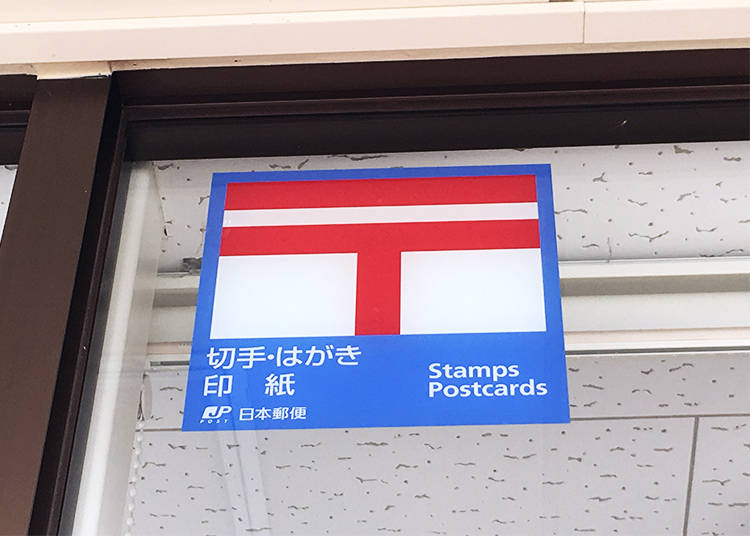 切手・はがき
印 紙
Stamps
Postcards
JP
POST
日本郵便